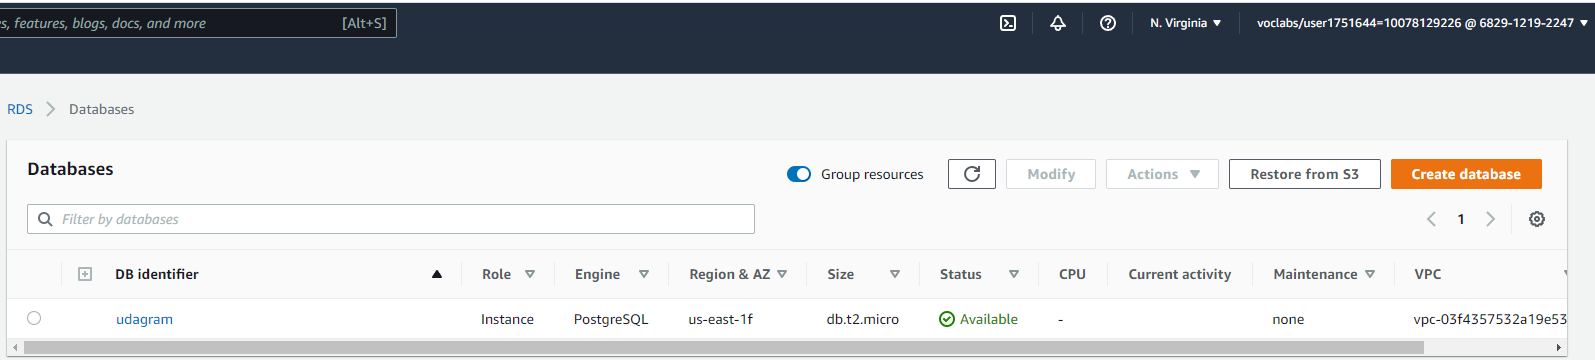 s, features, blogs, docs, and more [Alt+S] N. Virginia voclabs/user1751644=10078129226 @ 6829-1219-2247
RDS Databases
Databases Group resources Modify Actions Restore from S3 Create database
Filter by databases 1
DB identifier Role Engine Region & AZ Size Status CPU Current activity Maintenance VPC
udagram Instance PostgreSQL us-east-1f db.t2.micro Available - none vpc-03f4357532a19e53